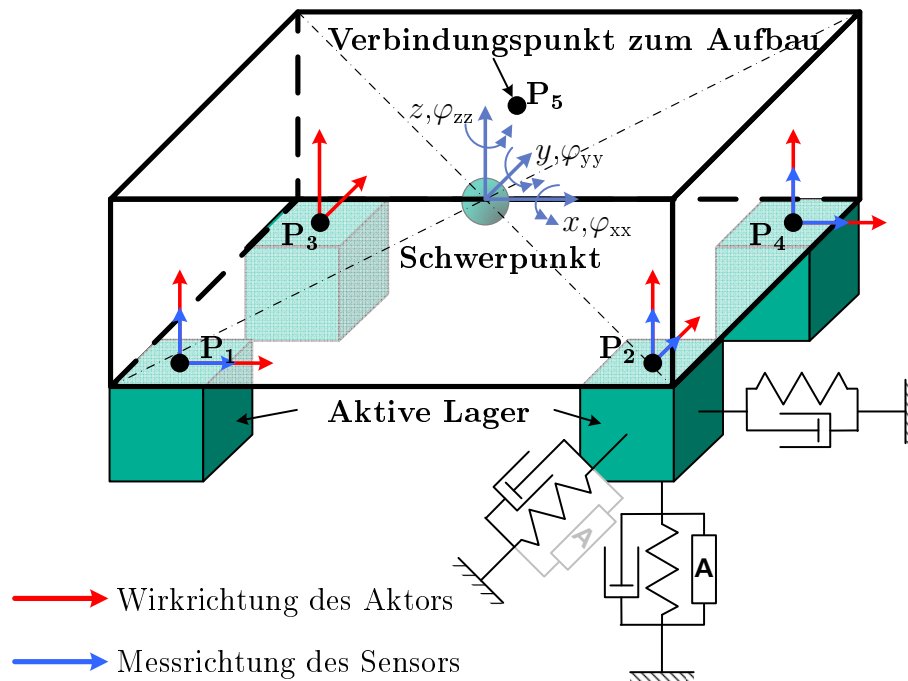 Verbindungspunkt zum Aufbau
P5
z,φzz
y,φyy
x,φxx
P3
P4
Schwerpunkt
P1
P2
Aktive Lager
A
A
Wirkrichtung des Aktors
Messrichtung des Sensors